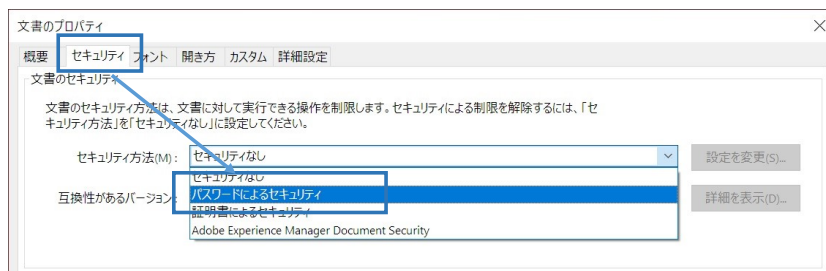 文書のプロパティ
概要 セキュリティ フォント 開き方 カスタム 詳細設定
文書のセキュリティ
文書のセキュリティ方法は、文書に対して実行できる操作を制限します。セキュリティによる制限を解除するには、「セ
キュリティ方法」を「セキュリティなし」に設定してください。
セキュリティ方法(M): セキュリティなし 設定を変更(S)...
セキュリティなし
互換性があるバージョン: パスワードによるセキュリティ 詳細を表示(D)...
証明書によるセキュリティ
Adobe Experience Manager Document Security